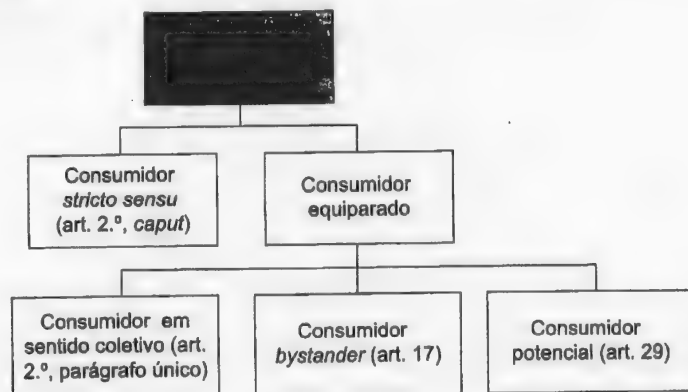 Consumidor
stricto sensu
(art. 2.º, caput)
Consumidor
equiparado
Consumidor em
sentido coletivo (art.
2.º, parágrafo único)
Consumidor
bystander (art. 17)
Consumidor
potencial (art. 29)